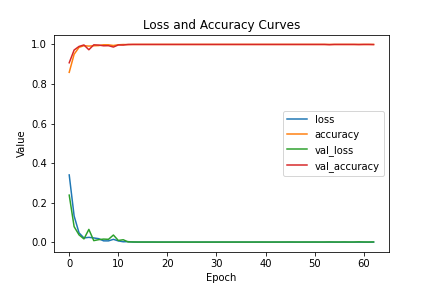 Loss and Accuracy Curves
1.0
0.8
0.6
0.4
0.2
0.0
Value
loss
accuracy
val_loss
val_accuracy
0 10 20 30 40 50 60
Epoch